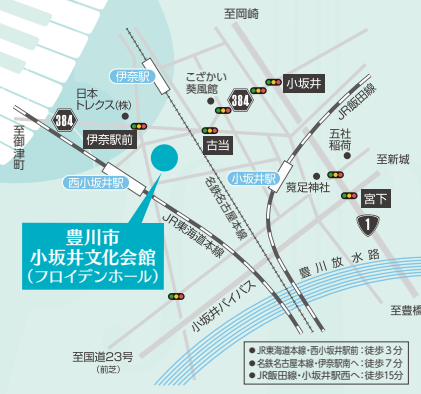 至岡崎
伊奈駅
こざかい
葵風館
小坂井
384
JR飯田線
日本
トレクス(株)
384
伊奈駅前
古当
五社
稲荷
至御津町
至新城
西小坂井駅
名鉄名古屋本線
小坂井駅
菟足神社
宮下
1
豊川市
小坂井文化会館
(フロイデンホール)
JR東海道本線
豊川放水路
小坂井バイパス
至豊橋
至国道23号
(前芝)
●JR東海道本線・西小坂井駅前:徒歩3分
●名鉄名古屋本線・伊奈駅南へ:徒歩7分
●JR飯田線・小坂井駅西へ:徒歩15分